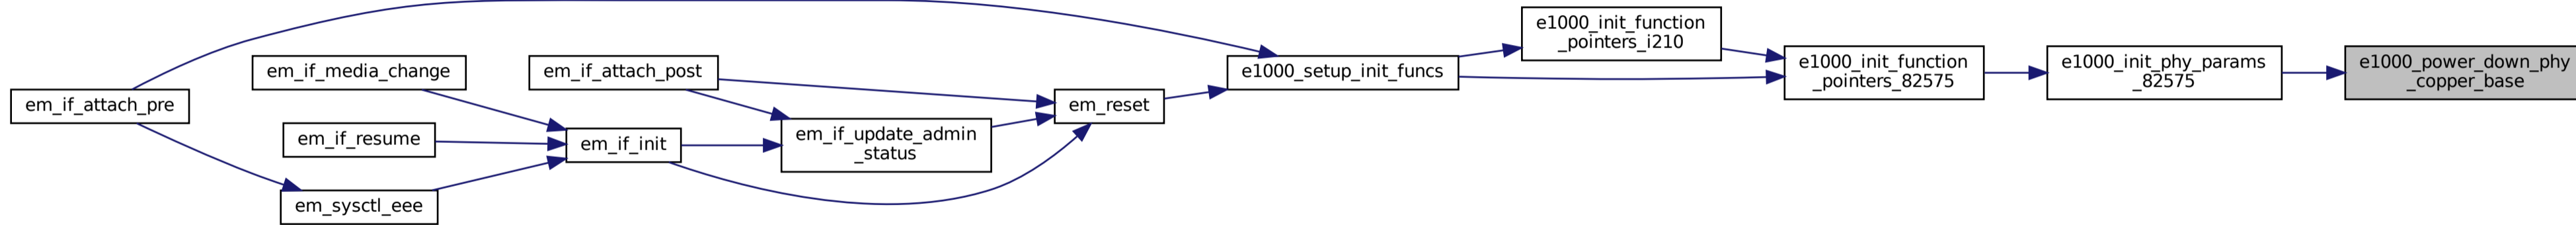 em_if_attach_pre
em_if_media_change
em_if_resume
em_sysctl_eee
em_if_attach_post
em_if_init
em_if_update_admin
_status
em_reset
e1000_setup_init_funcs
e1000_init_function
_pointers_i210
e1000_init_function
_pointers_82575
e1000_init_phy_params
_82575
e1000_power_down_phy
_copper_base